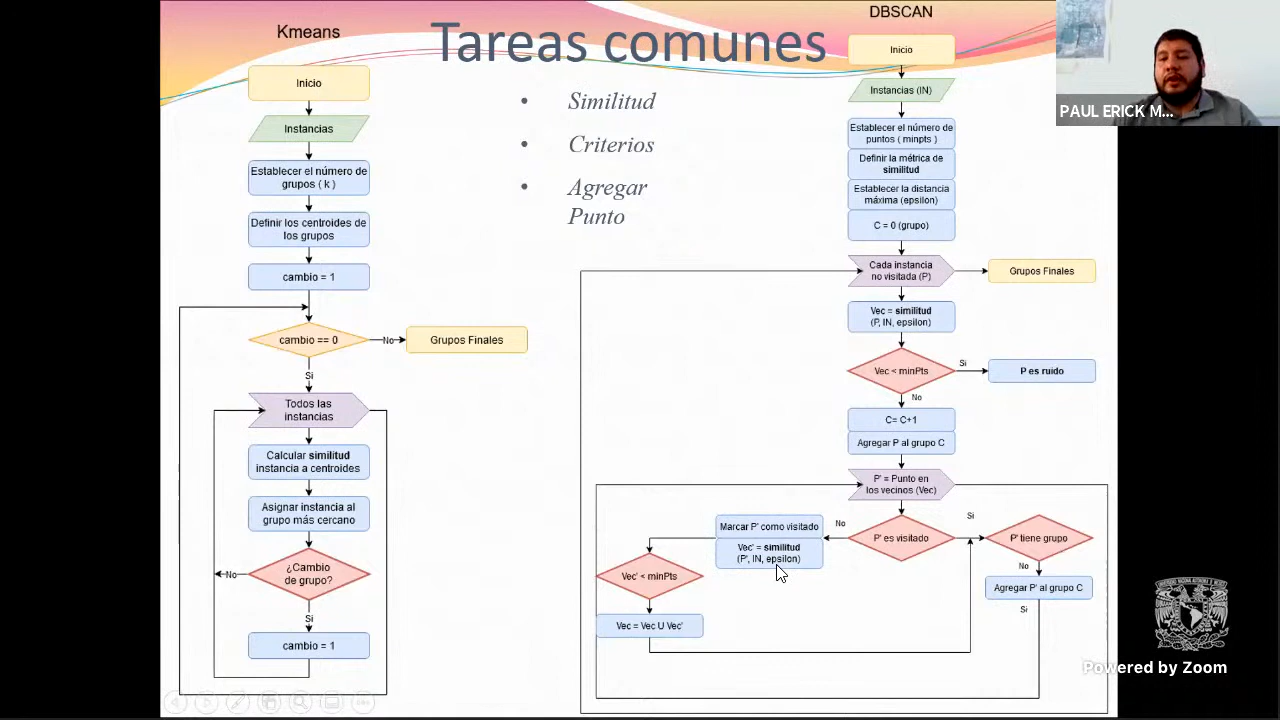 Tareas comunes
Kmeans
Inicio
Instancias
Establecer el número de
grupos ( k )
Definir los centroides de
los grupos
cambio = 1
cambio == 0
No
Grupos Finales
Si
Todos las
instancias
Calcular similitud
instancia a centroides
Asignar instancia al
grupo más cercano
¿Cambio
de grupo?
No
Si
cambio = 1
• Similitud
• Criterios
• Agregar
Punto
DBSCAN
Inicio
Instancias (IN)
Establecer el número de
puntos ( minpts )
Definir la métrica de
similitud
Establecer la distancia
máxima (epsilon)
C = 0 (grupo)
Cada instancia
no visitada (P)
Grupos Finales
Vec = similitud
(P, IN, epsilon)
Vec < minPts
Si
P es ruido
No
C= C+1
Agregar P al grupo C
P' = Punto en
los vecinos (Vec)
P' es visitado
No
Marcar P' como visitado
Vec' = similitud
(P', IN, epsilon)
Vec' < minPts
Vec = Vec U Vec'
Si
P' tiene grupo
No
Agregar P' al grupo C
Si
PAUL ERICK M...
Powered by Zoom